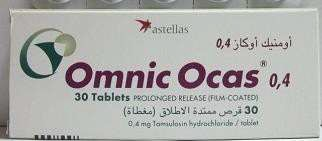 astellas
أومنيك أوكاز 0,4
Omnic Ocas® 0,4
30 Tablets PROLONGED RELEASE (FILM-COATED)
30 قرص ممتدة الاطلاق (مغطاة)
0,4 mg Tamsulosin hydrochloride / tablet